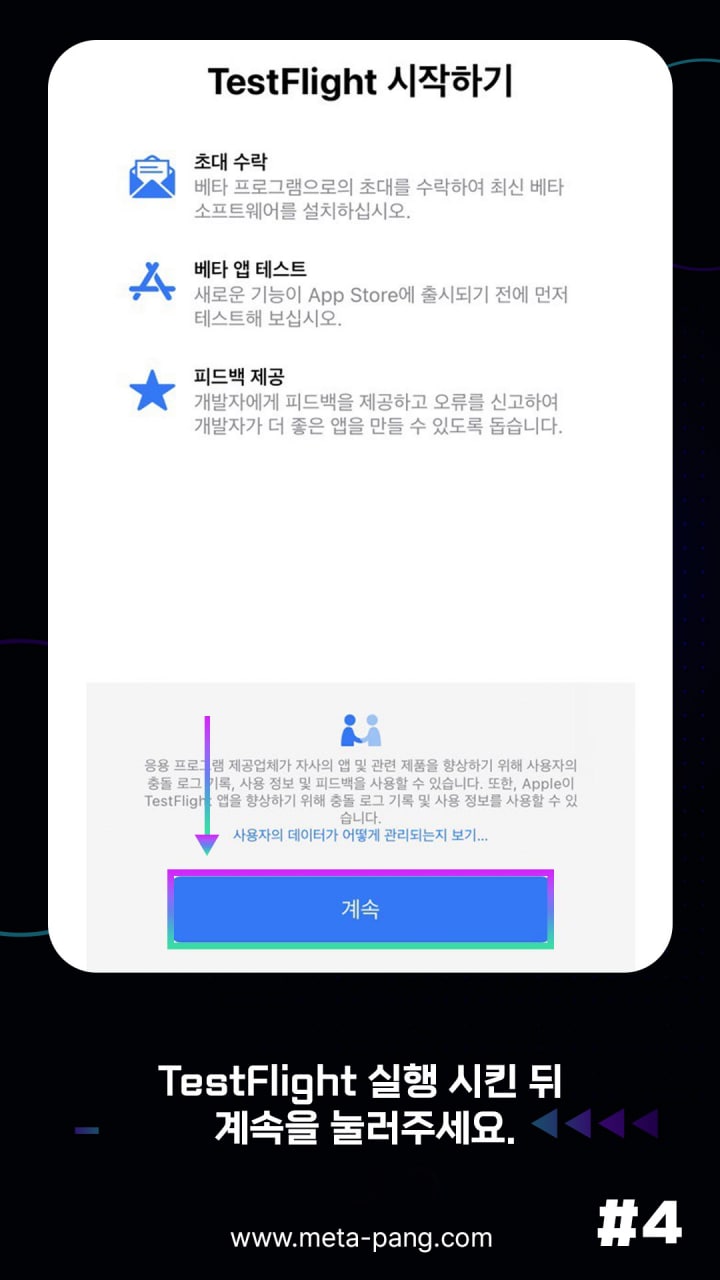 TestFlight 시작하기
초대 수락
베타 프로그램으로의 초대를 수락하여 최신 베타
소프트웨어를 설치하십시오.
베타 앱 테스트
새로운 기능이 App Store에 출시되기 전에 먼저
테스트해 보십시오.
피드백 제공
개발자에게 피드백을 제공하고 오류를 신고하여
개발자가 더 좋은 앱을 만들 수 있도록 돕습니다.
응용 프로그램 제공업체가 자사의 앱 및 관련 제품을 향상하기 위해 사용자의
충돌 로그 기록, 사용 정보 및 피드백을 사용할 수 있습니다. 또한, Apple이
TestFlight 앱을 향상하기 위해 충돌 로그 기록 및 사용 정보를 사용할 수 있
습니다.
사용자의 데이터가 어떻게 관리되는지 보기...
계속
TestFlight 실행 시킨 뒤
계속을 눌러주세요.
#4
www.meta-pang.com